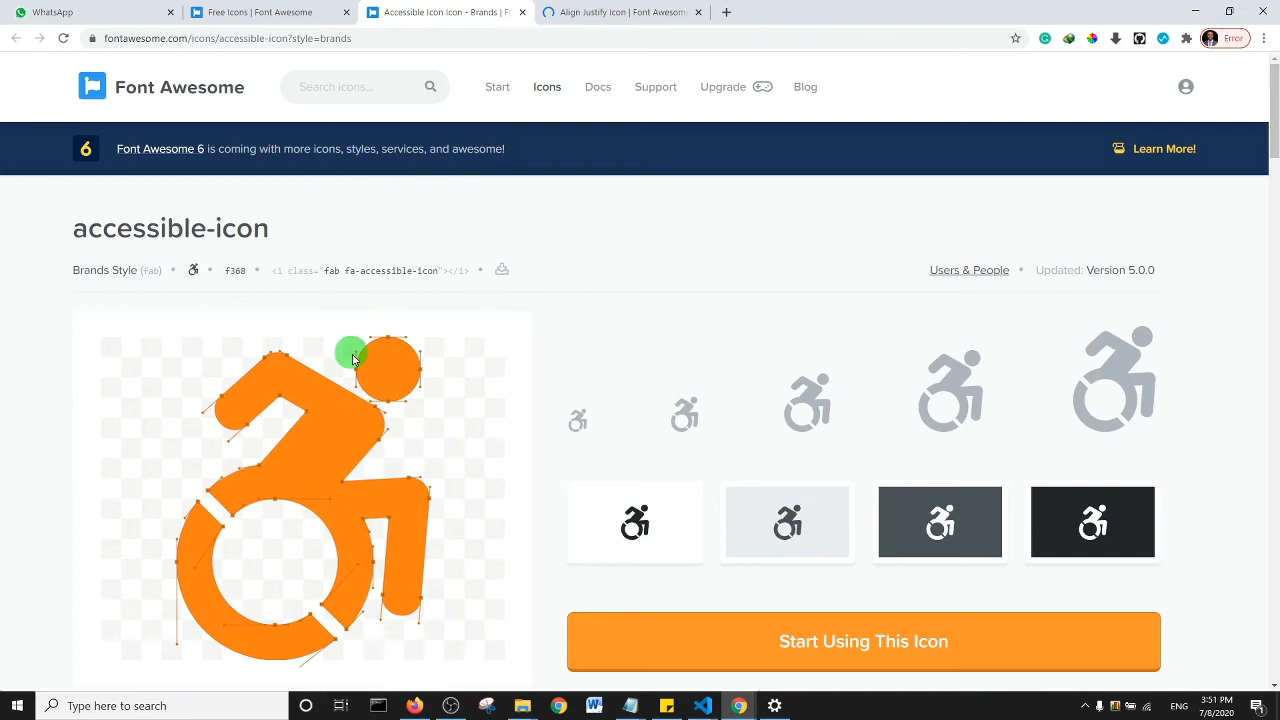 WhatsApp
Free Icons | Font Awesome
Accessible Icon Icon - Brands | F
Align Justify Icon | Font Awesome
fontawesome.com/icons/accessible-icon?style=brands
Error
Font Awesome
Search icons...
Start
Icons
Docs
Support
Upgrade
Blog
6
Font Awesome 6 is coming with more icons, styles, services, and awesome!
Learn More!
accessible-icon
Brands Style (fab)
f368
<i class="fab fa-accessible-icon"></i>
Users & People
Updated: Version 5.0.0
Start Using This Icon
Type here to search
ENG
3:51 PM
7/8/2020
1